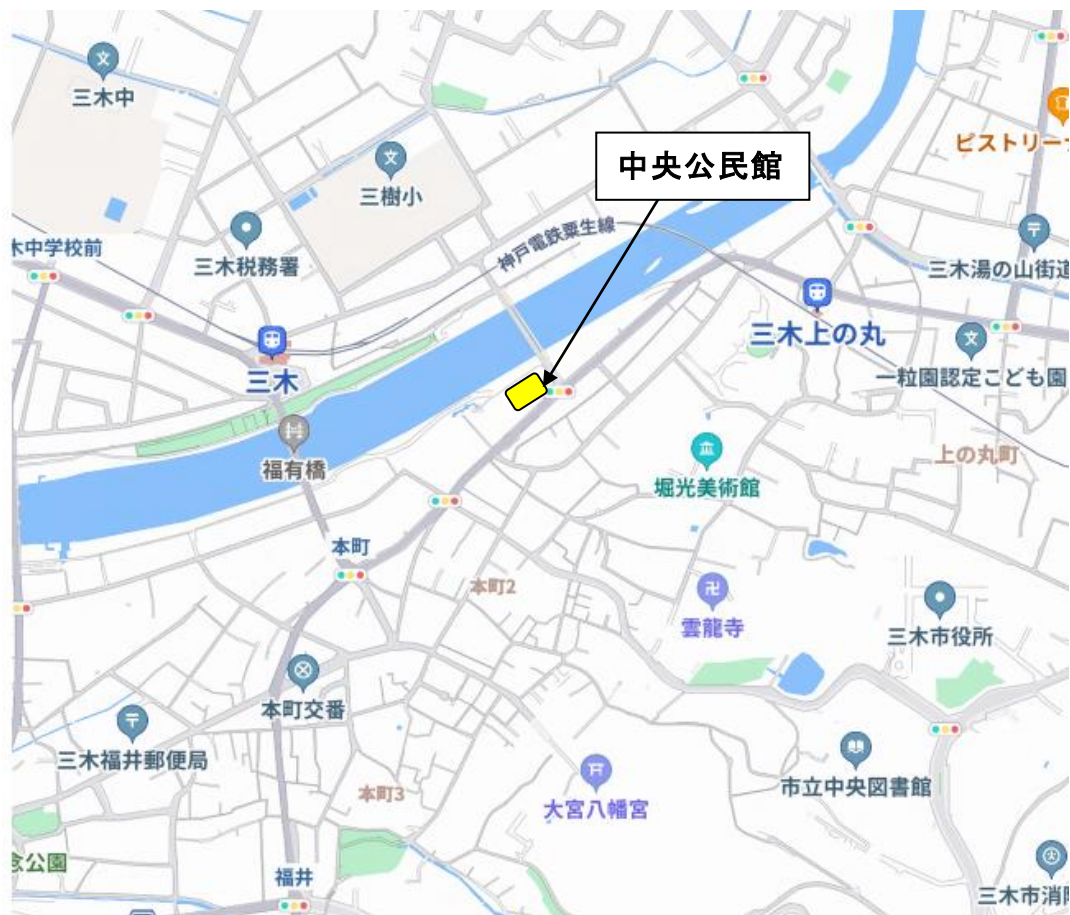 三木中
三樹小
中央公民館
ピストリーナ
神戸電鉄粟生線
木中学校前
三木税務署
三木湯の山街道
三木上の丸
三木
一粒園認定こども園
福有橋
上の丸町
堀光美術館
本町
本町2
雲龍寺
三木市役所
本町交番
三木福井郵便局
市立中央図書館
本町3
大宮八幡宮
念公園
福井
三木市消防